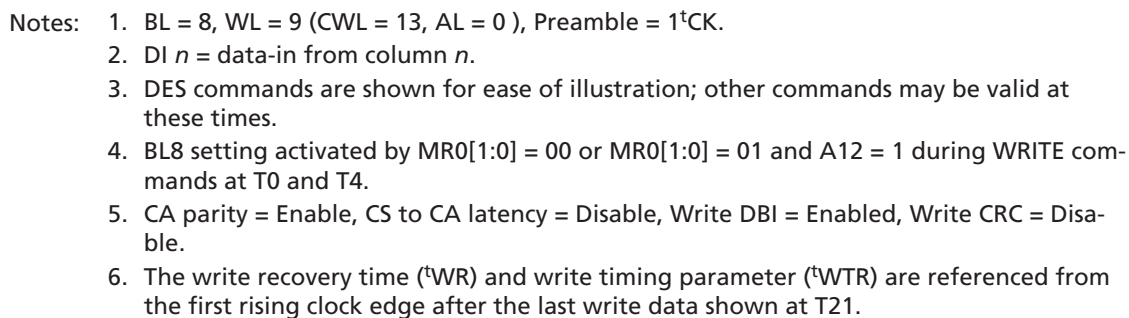 Notes: 1. BL = 8, WL = 9 (CWL = 13, AL = 0 ), Preamble = 1ᵗCK.
2. DI n = data-in from column n.
3. DES commands are shown for ease of illustration; other commands may be valid at
these times.
4. BL8 setting activated by MR0[1:0] = 00 or MR0[1:0] = 01 and A12 = 1 during WRITE com-
mands at T0 and T4.
5. CA parity = Enable, CS to CA latency = Disable, Write DBI = Enabled, Write CRC = Disa-
ble.
6. The write recovery time (ᵗWR) and write timing parameter (ᵗWTR) are referenced from
the first rising clock edge after the last write data shown at T21.